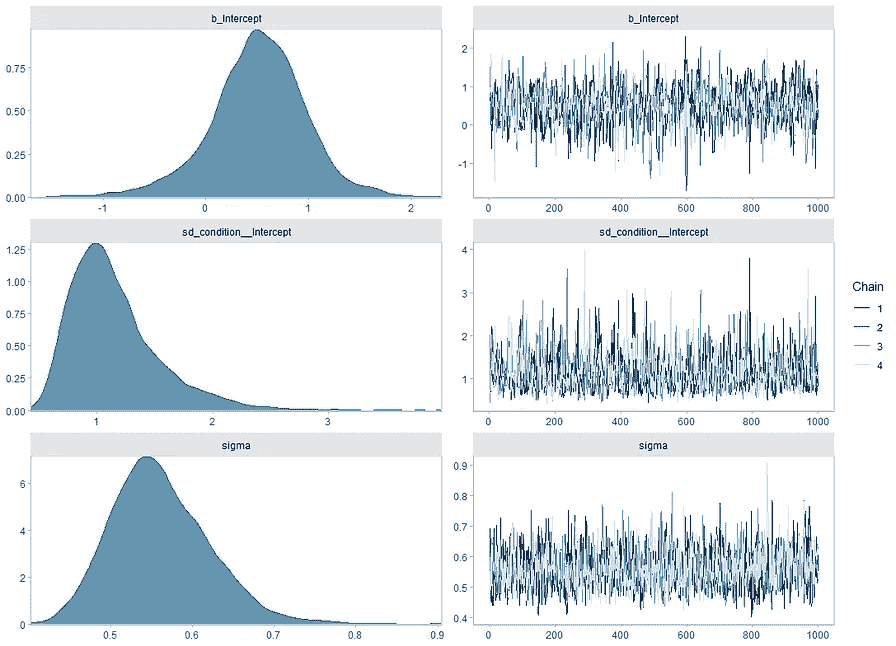 b_Intercept
0.75
0.50
0.25
0.00
-1 0 1 2
b_Intercept
2
1
0
-1
0 200 400 600 800 1000
sd_condition__Intercept
1.25
1.00
0.75
0.50
0.25
0.00
1 2 3
sd_condition__Intercept
4
3
2
1
0 200 400 600 800 1000
sigma
6
4
2
0
0.5 0.6 0.7 0.8 0.9
sigma
0.9
0.8
0.7
0.6
0.5
0.4
0 200 400 600 800 1000
Chain
1
2
3
4